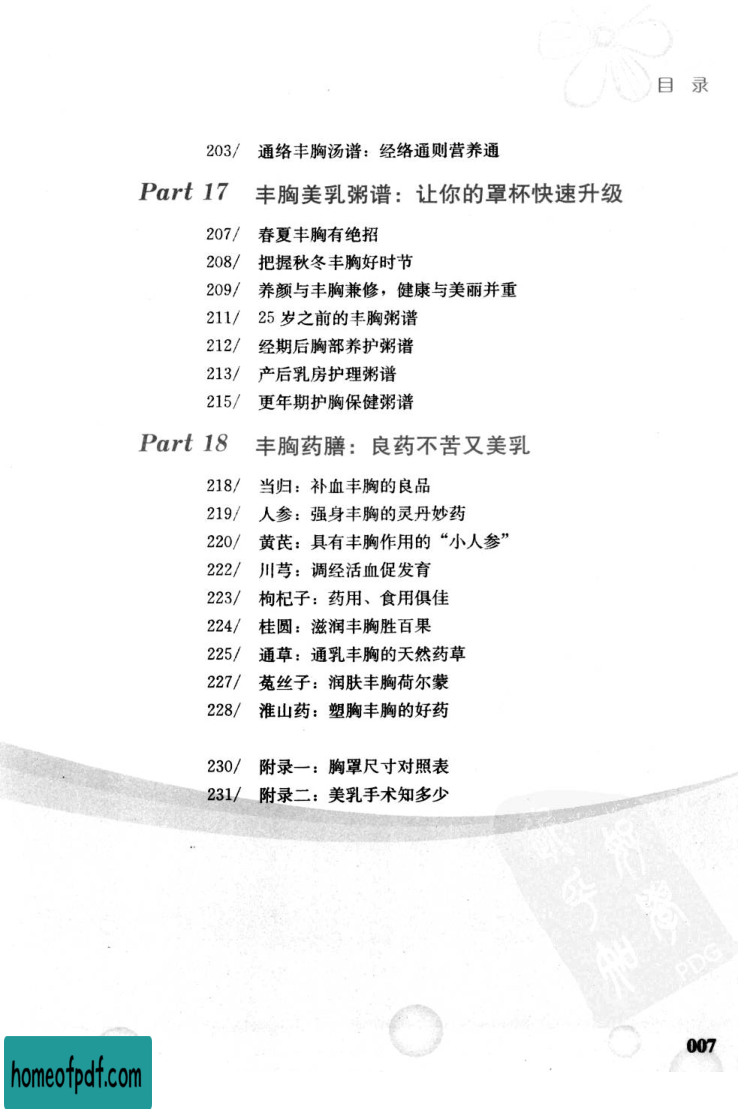 目 录
203/ 通络丰胸汤谱：经络通则营养通
Part 17 丰胸美乳粥谱：让你的罩杯快速升级
207/ 春夏丰胸有绝招
208/ 把握秋冬丰胸好时节
209/ 养颜与丰胸兼修，健康与美丽并重
211/ 25 岁之前的丰胸粥谱
212/ 经期后胸部养护粥谱
213/ 产后乳房护理粥谱
215/ 更年期护胸保健粥谱
Part 18 丰胸药膳：良药不苦又美乳
218/ 当归：补血丰胸的良品
219/ 人参：强身丰胸的灵丹妙药
220/ 黄芪：具有丰胸作用的“小人参”
222/ 川芎：调经活血促发育
223/ 枸杞子：药用、食用俱佳
224/ 桂圆：滋润丰胸胜百果
225/ 通草：通乳丰胸的天然药草
227/ 菟丝子：润肤丰胸荷尔蒙
228/ 淮山药：塑胸丰胸的好药
230/ 附录一：胸罩尺寸对照表
231/ 附录二：美乳手术知多少
PDG
007
homeofpdf.com